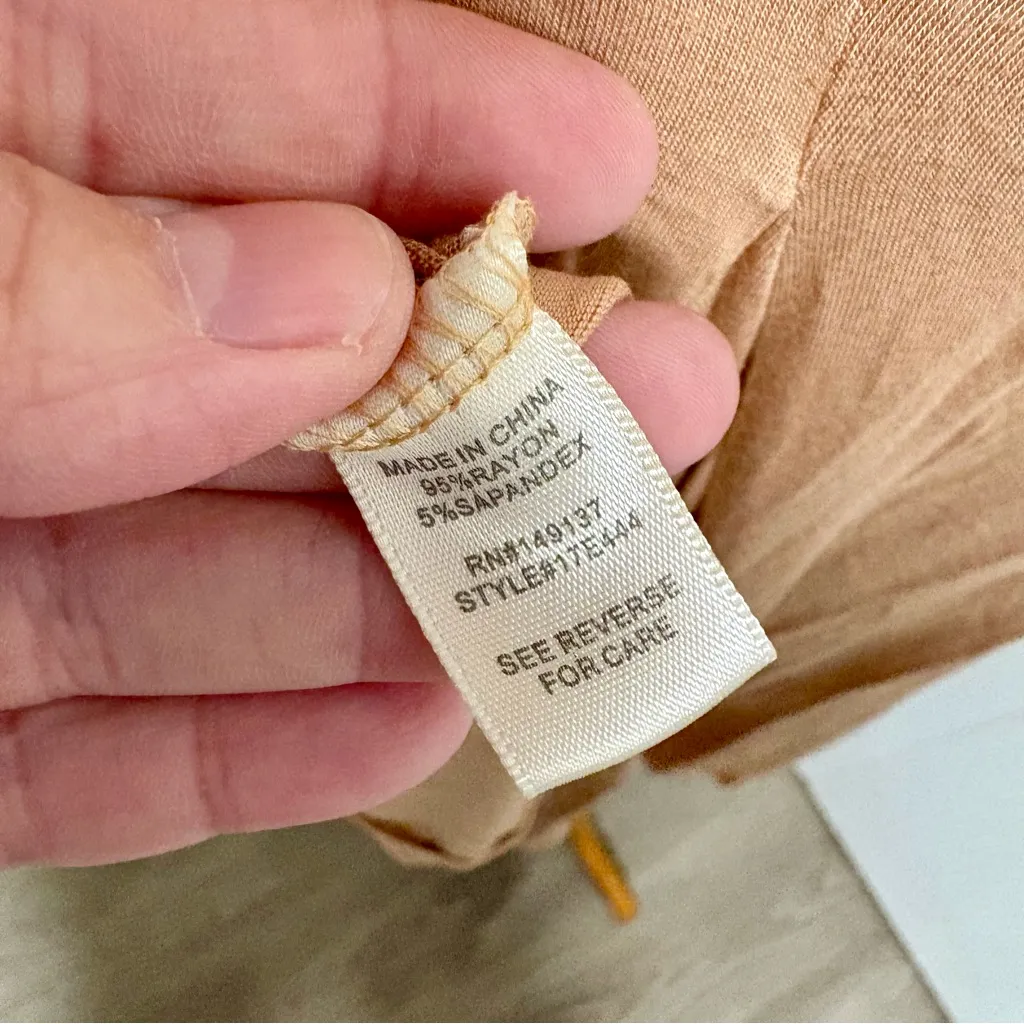 MADE IN CHINA
95%RAYON
5%SAPANDEX
RN#149137
STYLE#17E444
SEE REVERSE
FOR CARE